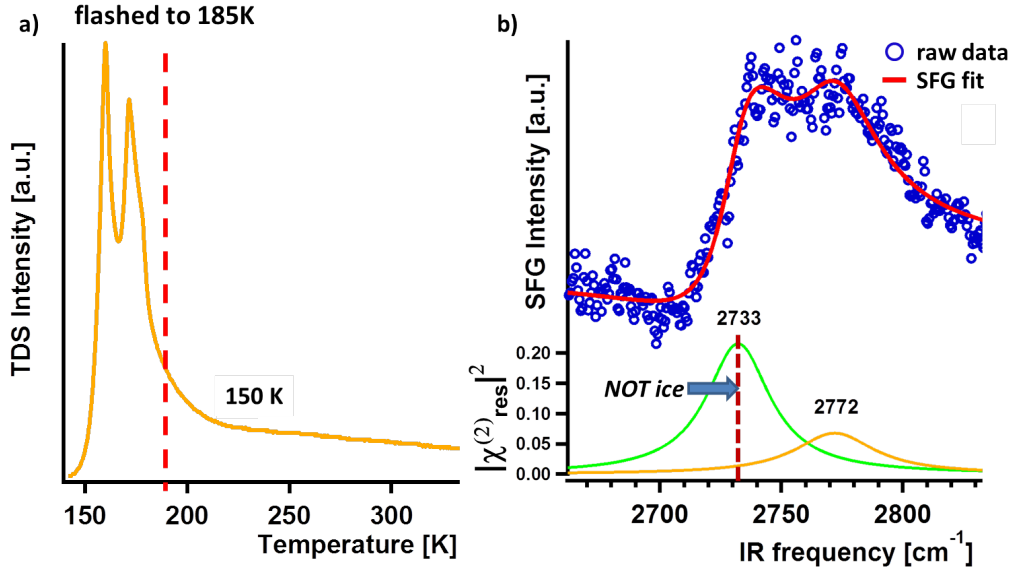 flashed to 185K
a)
TDS Intensity [a.u.]
150 K
150
200
250
300
Temperature [K]
b)
raw data
SFG fit
SFG Intensity [a.u.]
2733
NOT ice
2772
0.20
0.15
0.10
0.05
0.00
|χ(2)res|2
2700
2750
2800
IR frequency [cm-1]